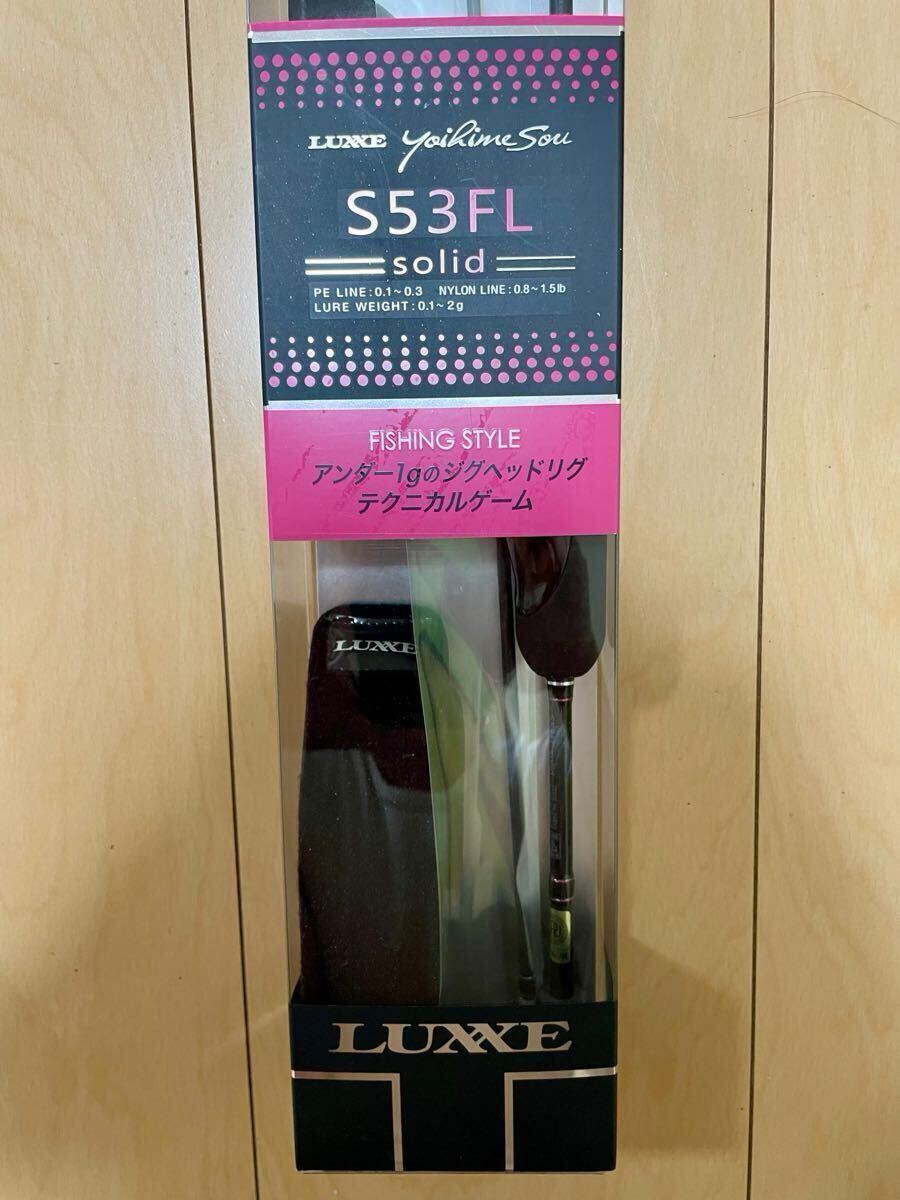 LUXXE yoihime Sou
S53FL
solid
PE LINE:0.1~0.3 NYLON LINE:0.8~1.5lb
LURE WEIGHT:0.1~2g
FISHING STYLE
アンダー1gのジグヘッドリグ
テクニカルゲーム
LUXXE
LUXXE